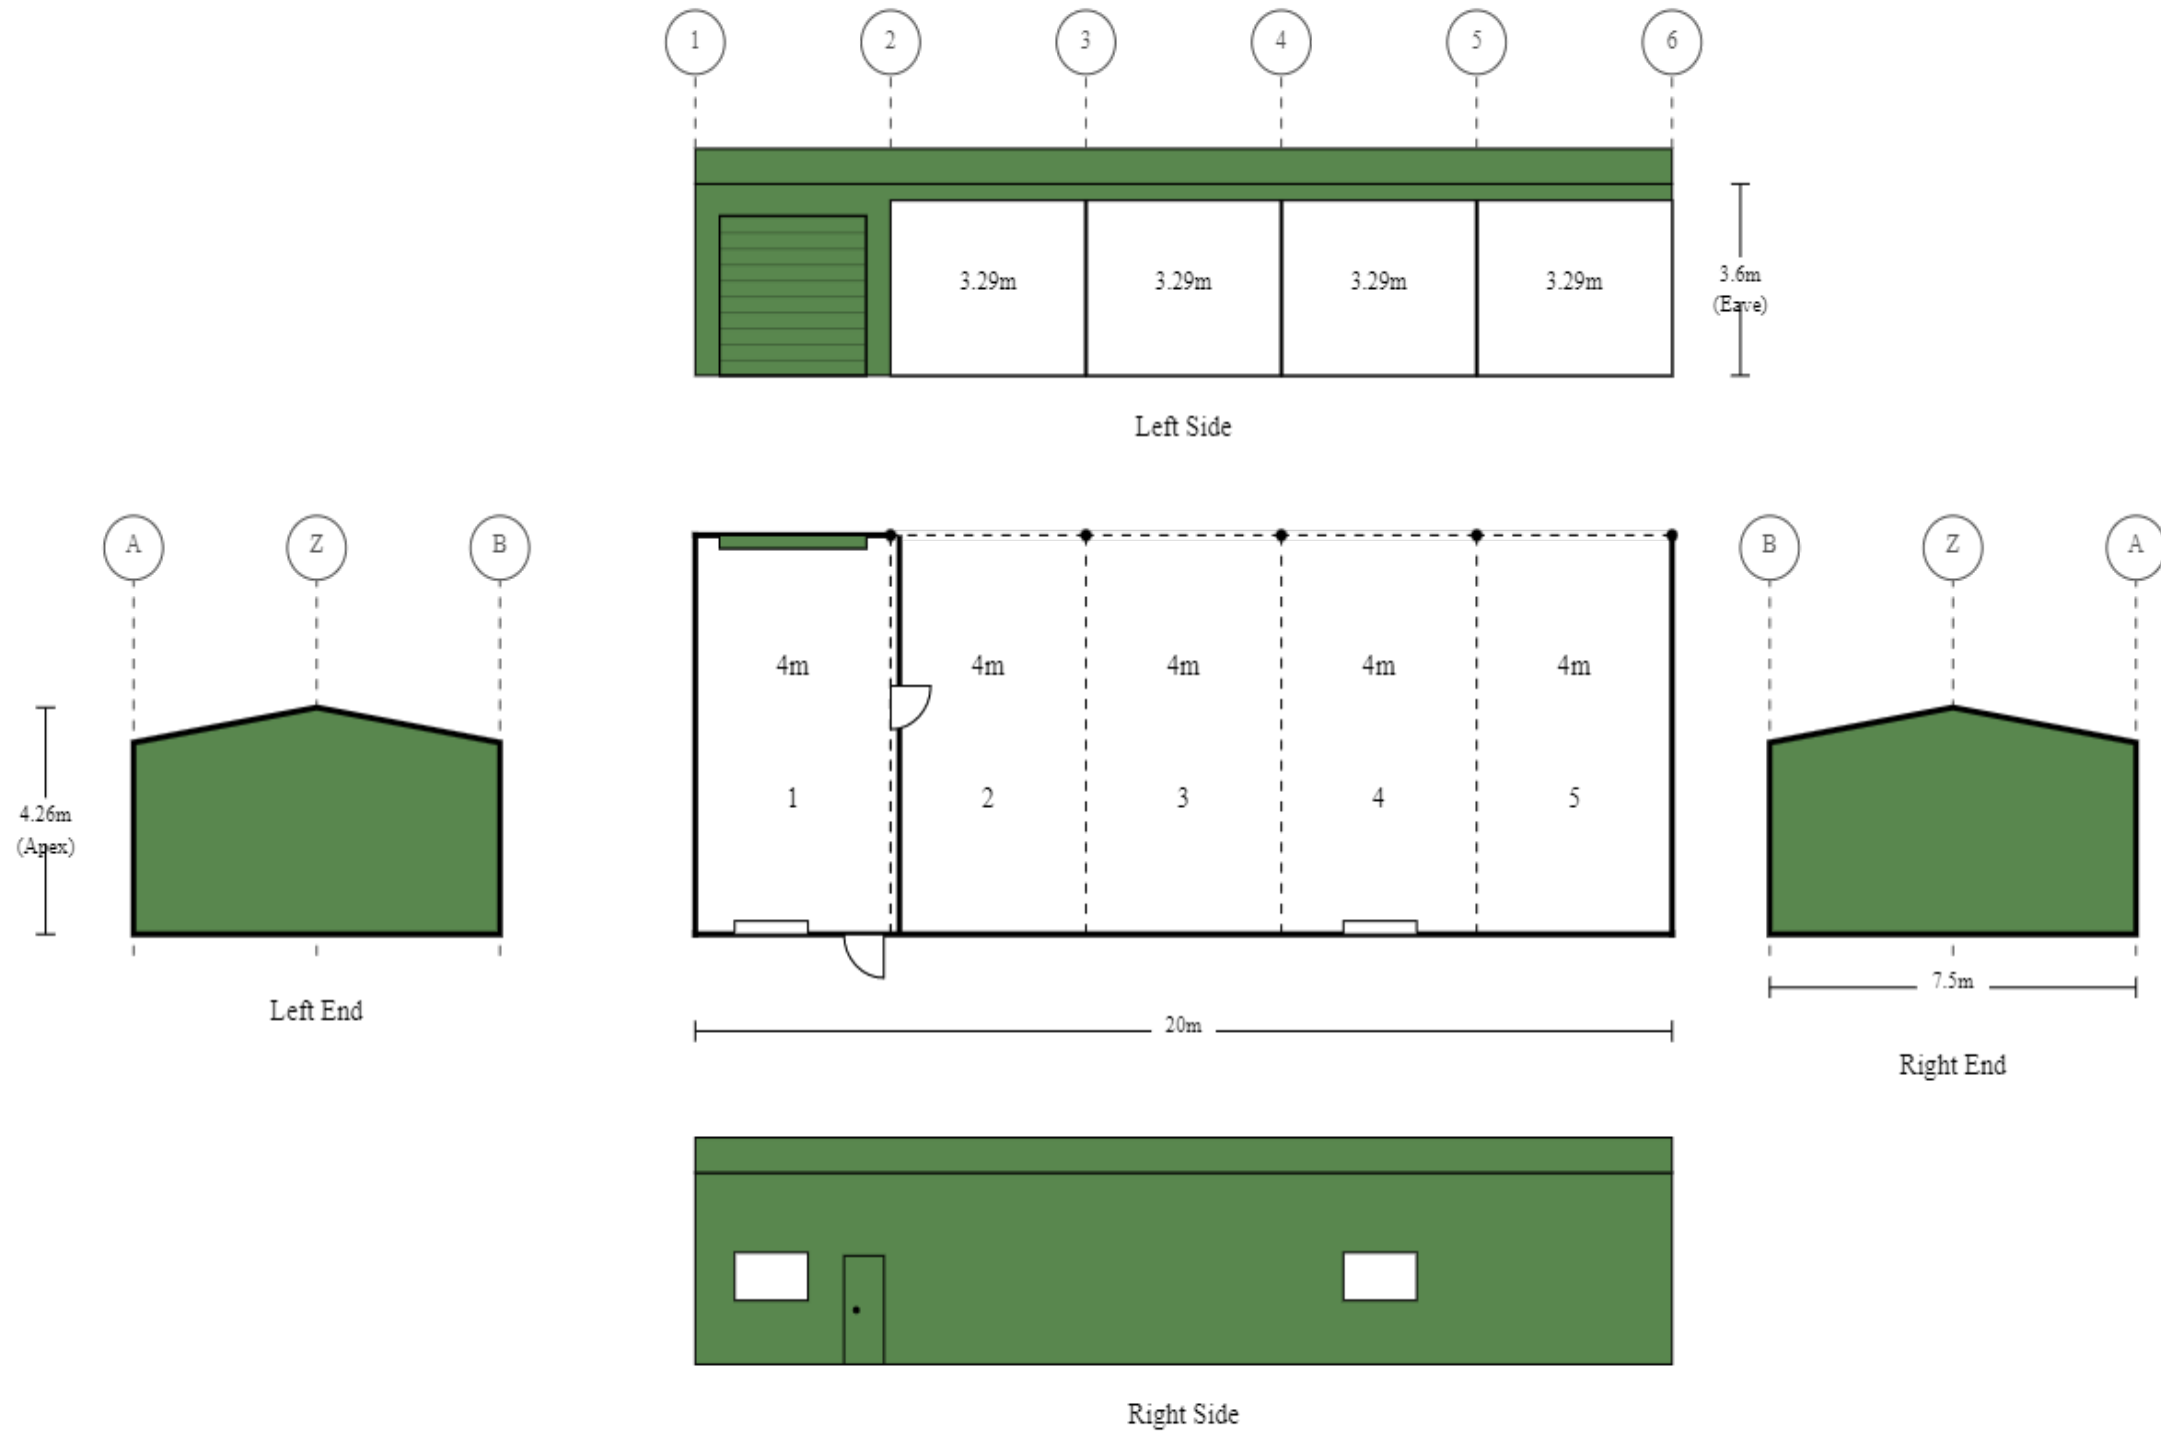 1 2 3 4 5 6
3.29m 3.29m 3.29m 3.29m
3.6m
(Eave)
Left Side
A Z B
B Z A
4m 4m 4m 4m 4m
1 2 3 4 5
4.26m
(Apex)
7.5m
Left End
20m
Right End
Right Side